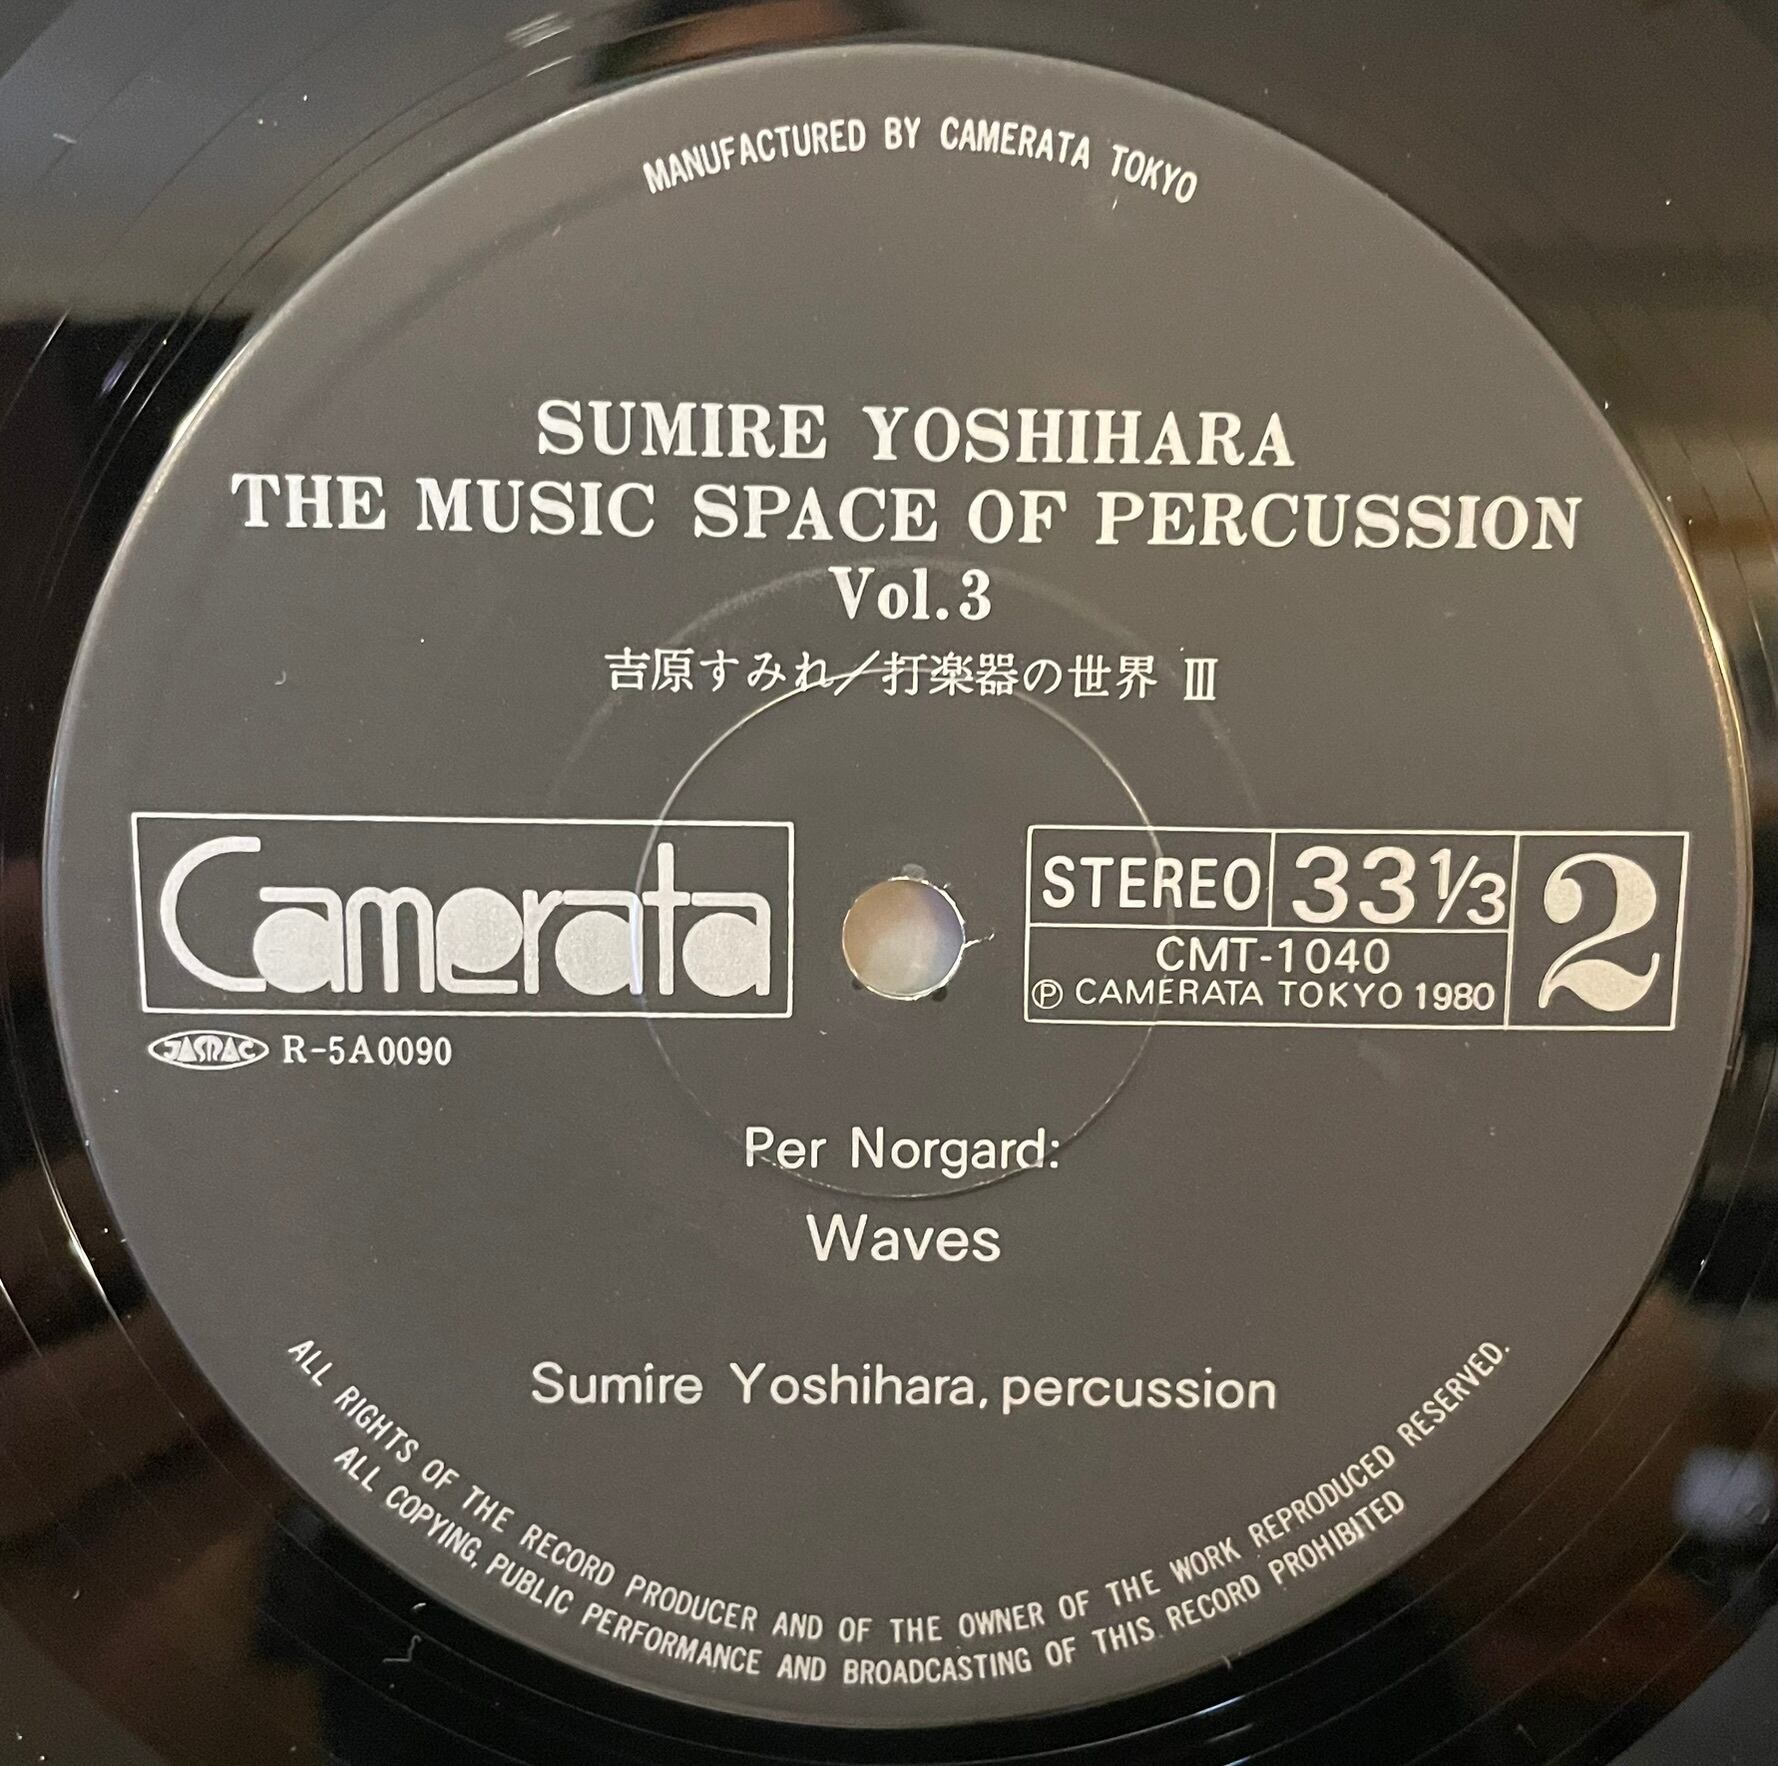 MANUFACTURED BY CAMERATA TOKYO
SUMIRE YOSHIHARA
THE MUSIC SPACE OF PERCUSSION
Vol.3
吉原すみれ/打楽器の世界 Ⅲ
Camerata
STEREO 33⅓ 2
CMT-1040
℗ CAMERATA TOKYO 1980
JASRAC R-5A0090
Per Norgard:
Waves
Sumire Yoshihara, percussion
ALL RIGHTS OF THE RECORD PRODUCER AND OF THE OWNER OF THE WORK REPRODUCED RESERVED.
ALL COPYING, PUBLIC PERFORMANCE AND BROADCASTING OF THIS RECORD PROHIBITED